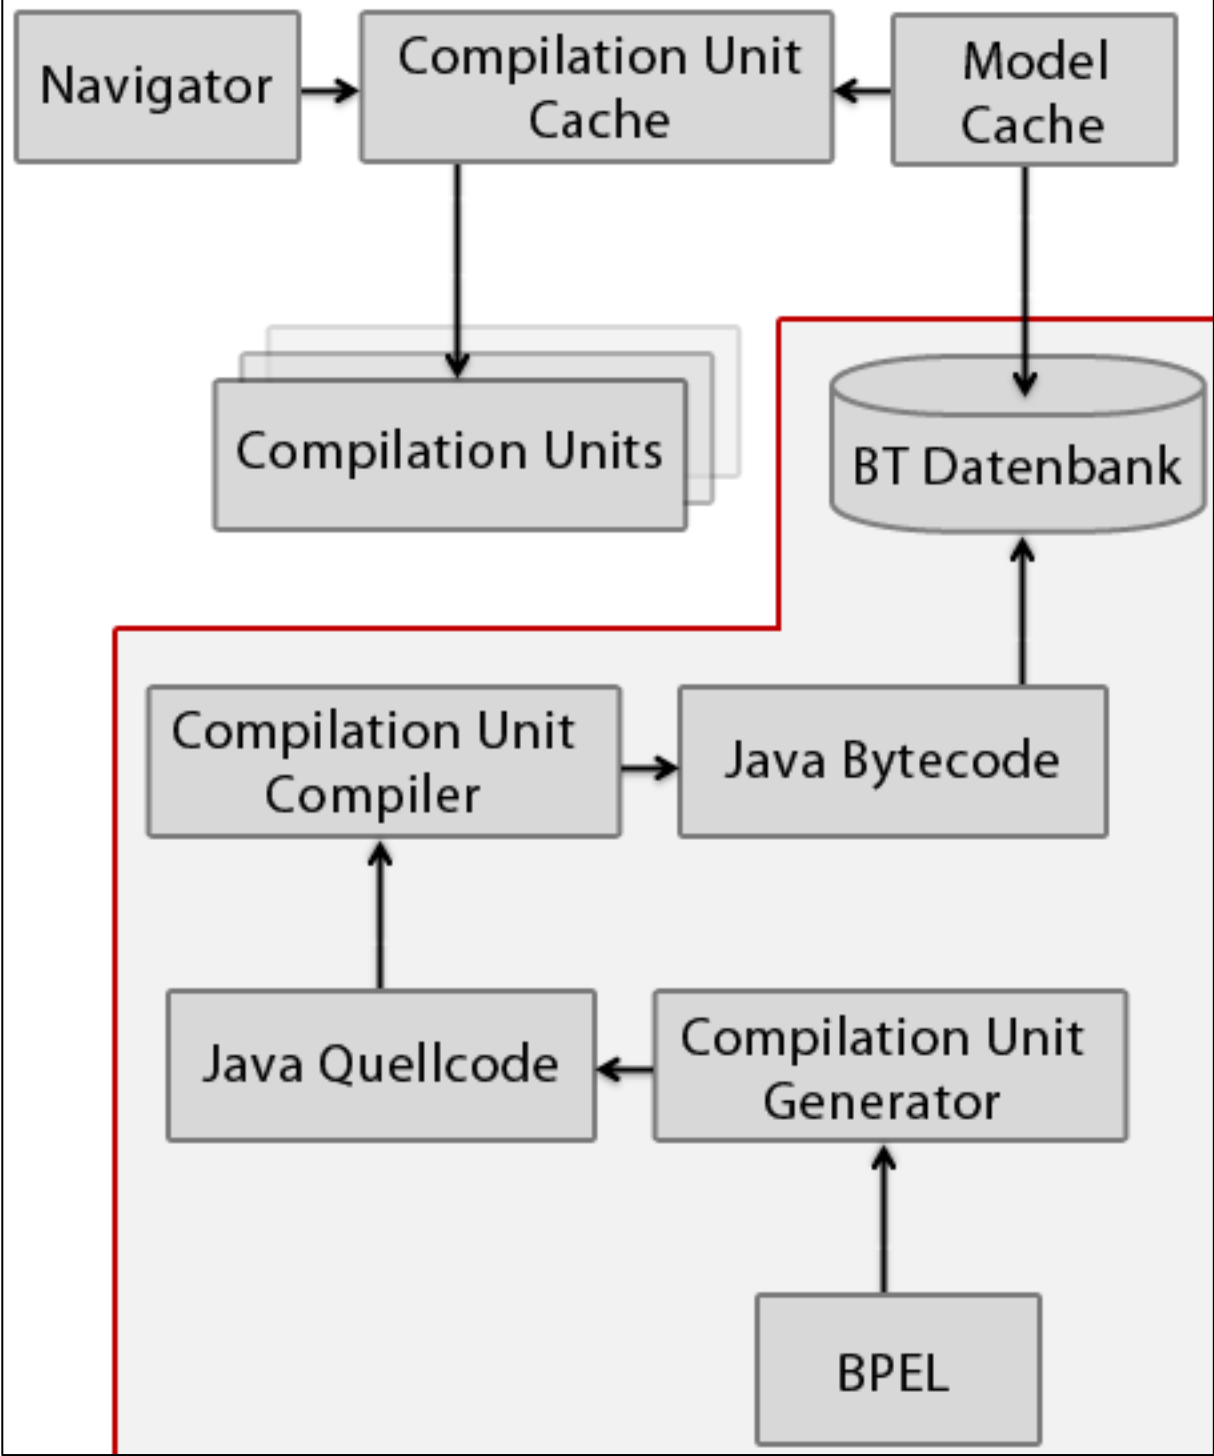 Navigator
Compilation Unit
Cache
Model
Cache
Compilation Units
BT Datenbank
Compilation Unit
Compiler
Java Bytecode
Java Quellcode
Compilation Unit
Generator
BPEL